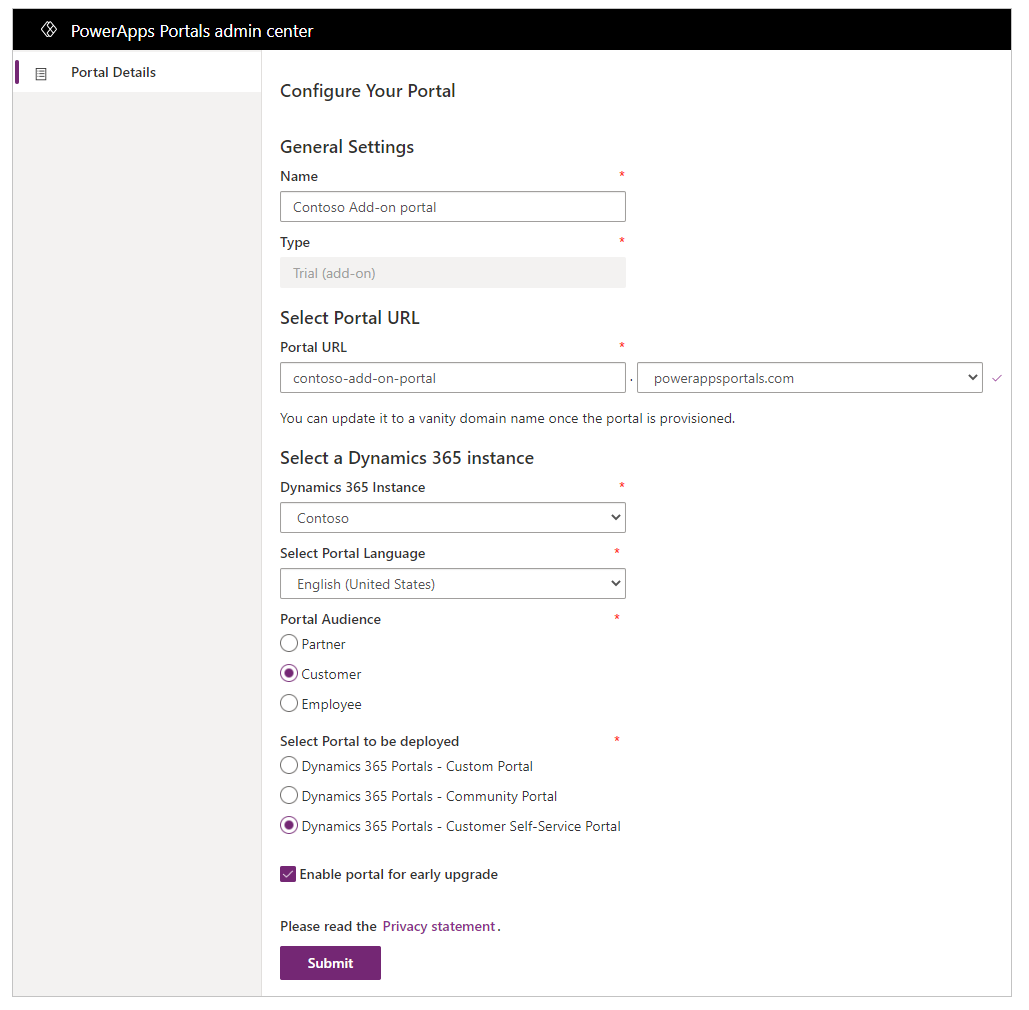 PowerApps Portals admin center
Portal Details
Configure Your Portal
General Settings
Name *
Contoso Add-on portal
Type *
Trial (add-on)
Select Portal URL
Portal URL *
contoso-add-on-portal . powerappsportals.com
You can update it to a vanity domain name once the portal is provisioned.
Select a Dynamics 365 instance
Dynamics 365 Instance *
Contoso
Select Portal Language *
English (United States)
Portal Audience *
Partner
Customer
Employee
Select Portal to be deployed *
Dynamics 365 Portals - Custom Portal
Dynamics 365 Portals - Community Portal
Dynamics 365 Portals - Customer Self-Service Portal
Enable portal for early upgrade
Please read the Privacy statement.
Submit